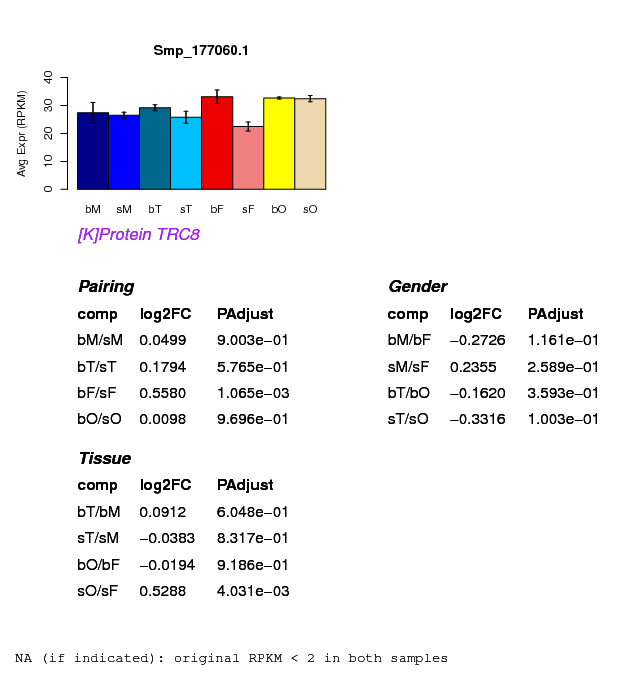 Smp_177060.1
Avg Expr (RPKM)
0 10 20 30 40
bM sM bT sT bF sF bO sO
[K]Protein TRC8
Pairing
comp log2FC PAdjust
bM/sM 0.0499 9.003e−01
bT/sT 0.1794 5.765e−01
bF/sF 0.5580 1.065e−03
bO/sO 0.0098 9.696e−01
Gender
comp log2FC PAdjust
bM/bF −0.2726 1.161e−01
sM/sF 0.2355 2.589e−01
bT/bO −0.1620 3.593e−01
sT/sO −0.3316 1.003e−01
Tissue
comp log2FC PAdjust
bT/bM 0.0912 6.048e−01
sT/sM −0.0383 8.317e−01
bO/bF −0.0194 9.186e−01
sO/sF 0.5288 4.031e−03
NA (if indicated): original RPKM < 2 in both samples